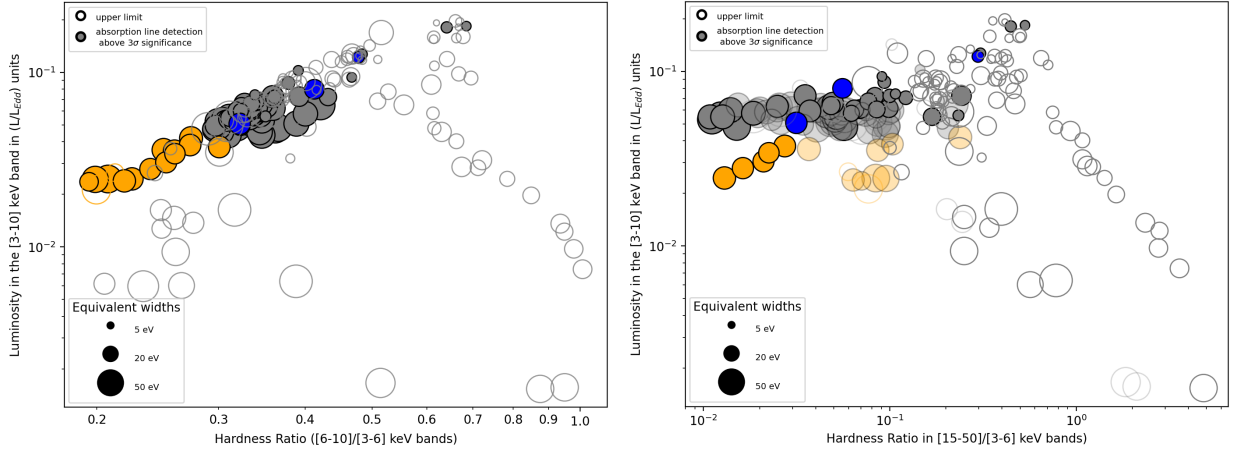 upper limit
absorption line detection
above 3σ significance
10⁻¹
10⁻²
Luminosity in the [3-10] keV band in (L/L_{Edd}) units
Equivalent widths
5 eV
20 eV
50 eV
0.2 0.3 0.4 0.5 0.6 0.7 0.8 0.9 1.0
Hardness Ratio ([6-10]/[3-6] keV bands)
upper limit
absorption line detection
above 3σ significance
10⁻¹
10⁻²
Luminosity in the [3-10] keV band in (L/L_{Edd}) units
Equivalent widths
5 eV
20 eV
50 eV
10⁻² 10⁻¹ 10⁰
Hardness Ratio in [15-50]/[3-6] keV bands)